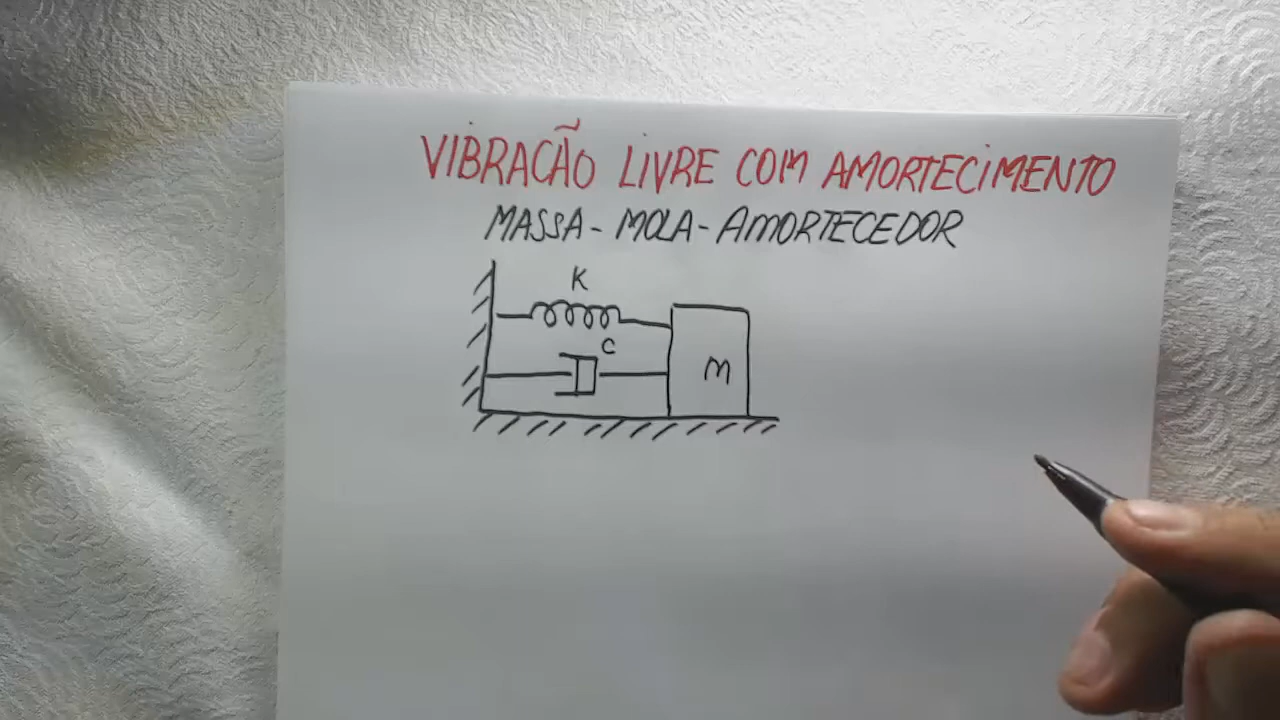 VIBRAÇÃO LIVRE COM AMORTECIMENTO
MASSA - MOLA - AMORTECEDOR
K
C
M